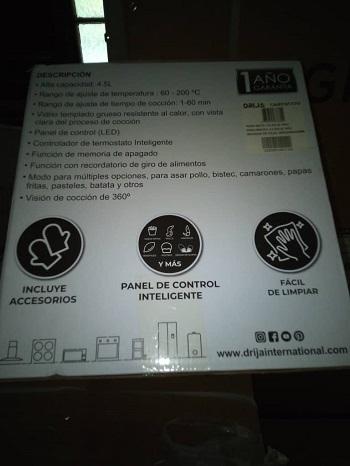 DESCRIPCIÓN
• Alta capacidad: 4.5L
• Rango de ajuste de temperatura : 60 - 200 ºC
• Rango de ajuste de tiempo de cocción: 1-60 min
• Vidrio templado grueso resistente al calor, con vista
clara del proceso de cocción
• Panel de control (LED)
• Controlador de termostato Inteligente
• Función de memoria de apagado
• Función con recordatorio de giro de alimentos
• Modo para múltiples opciones, para asar pollo, bistec, camarones, papas
fritas, pasteles, batata y otros
• Visión de cocción de 360º
1 AÑO
GARANTÍA
DRIJA
Y MÁS
INCLUYE
ACCESORIOS
PANEL DE CONTROL
INTELIGENTE
FÁCIL
DE LIMPIAR
www.drijainternational.com